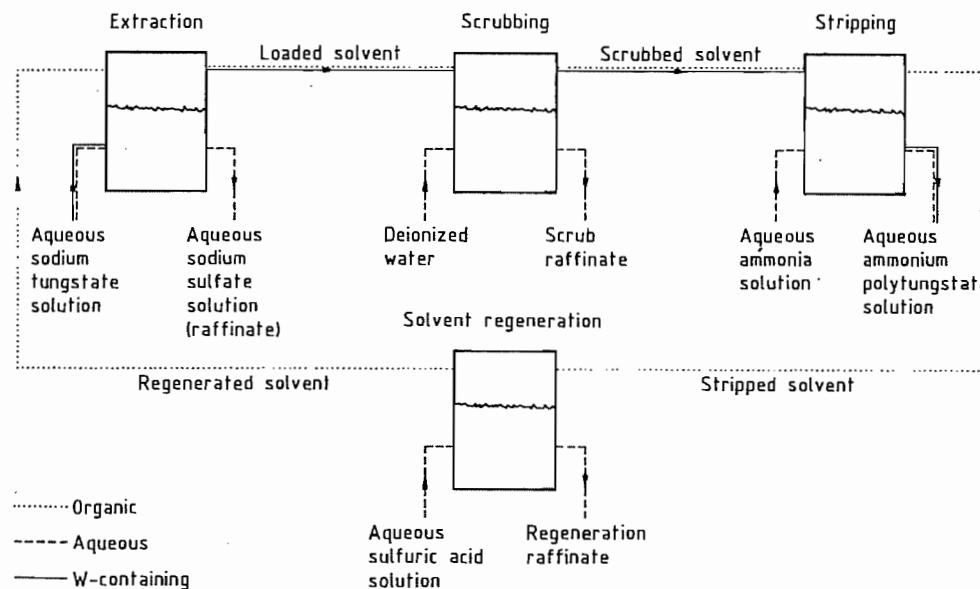 Extraction
Scrubbing
Stripping
Loaded solvent
Scrubbed solvent
Aqueous
sodium
tungstate
solution
Aqueous
sodium
sulfate
solution
(raffinate)
Deionized
water
Scrub
raffinate
Aqueous
ammonia
solution
Aqueous
ammonium
polytungstate
solution
Solvent regeneration
Regenerated solvent
Stripped solvent
Aqueous
sulfuric acid
solution
Regeneration
raffinate
Organic
Aqueous
W-containing